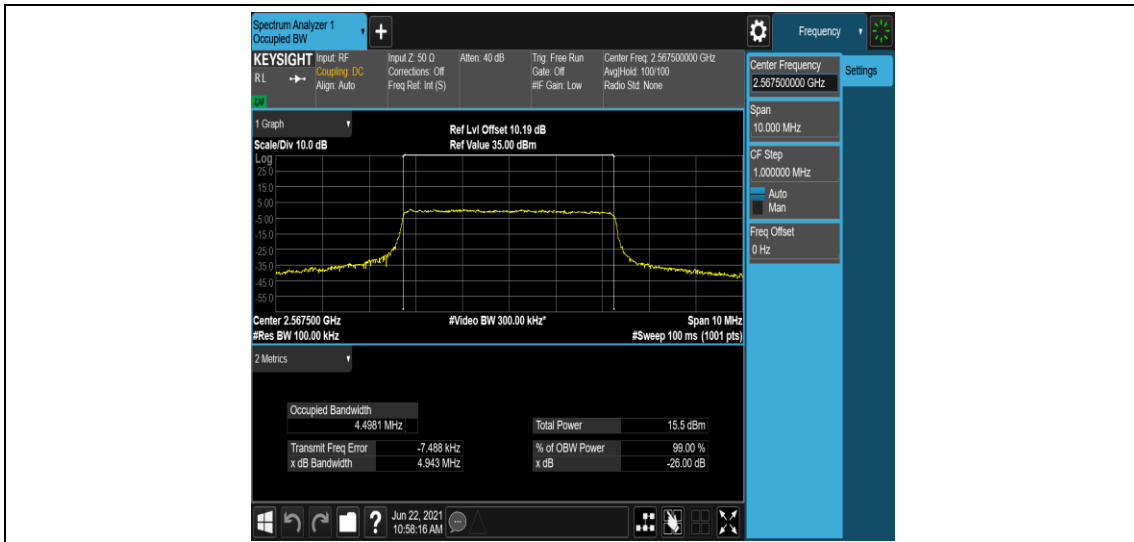 Spectrum Analyzer 1
Occupied BW
Frequency
KEYSIGHT Input: RF Input Z: 50 Ω Atten: 40 dB Trig: Free Run Center Freq: 2.567500000 GHz
RL Coupling: DC Corrections: Off Gate: Off Avg|Hold: 100/100
Align: Auto Freq Ref: Int (S) #IF Gain: Low Radio Std: None
LXI
Center Frequency
2.567500000 GHz
Settings
Span
10.000 MHz
CF Step
1.000000 MHz
Auto
Man
Freq Offset
0 Hz
1 Graph
Ref Lvl Offset 10.19 dB
Scale/Div 10.0 dB Ref Value 35.00 dBm
Log
25.0
15.0
5.00
-5.00
-15.0
-25.0
-35.0
-45.0
-55.0
Center 2.567500 GHz #Video BW 300.00 kHz* Span 10 MHz
#Res BW 100.00 kHz #Sweep 100 ms (1001 pts)
2 Metrics
Occupied Bandwidth
4.4981 MHz Total Power 15.5 dBm
Transmit Freq Error -7.488 kHz % of OBW Power 99.00 %
x dB Bandwidth 4.943 MHz x dB -26.00 dB
? Jun 22, 2021
10:58:16 AM